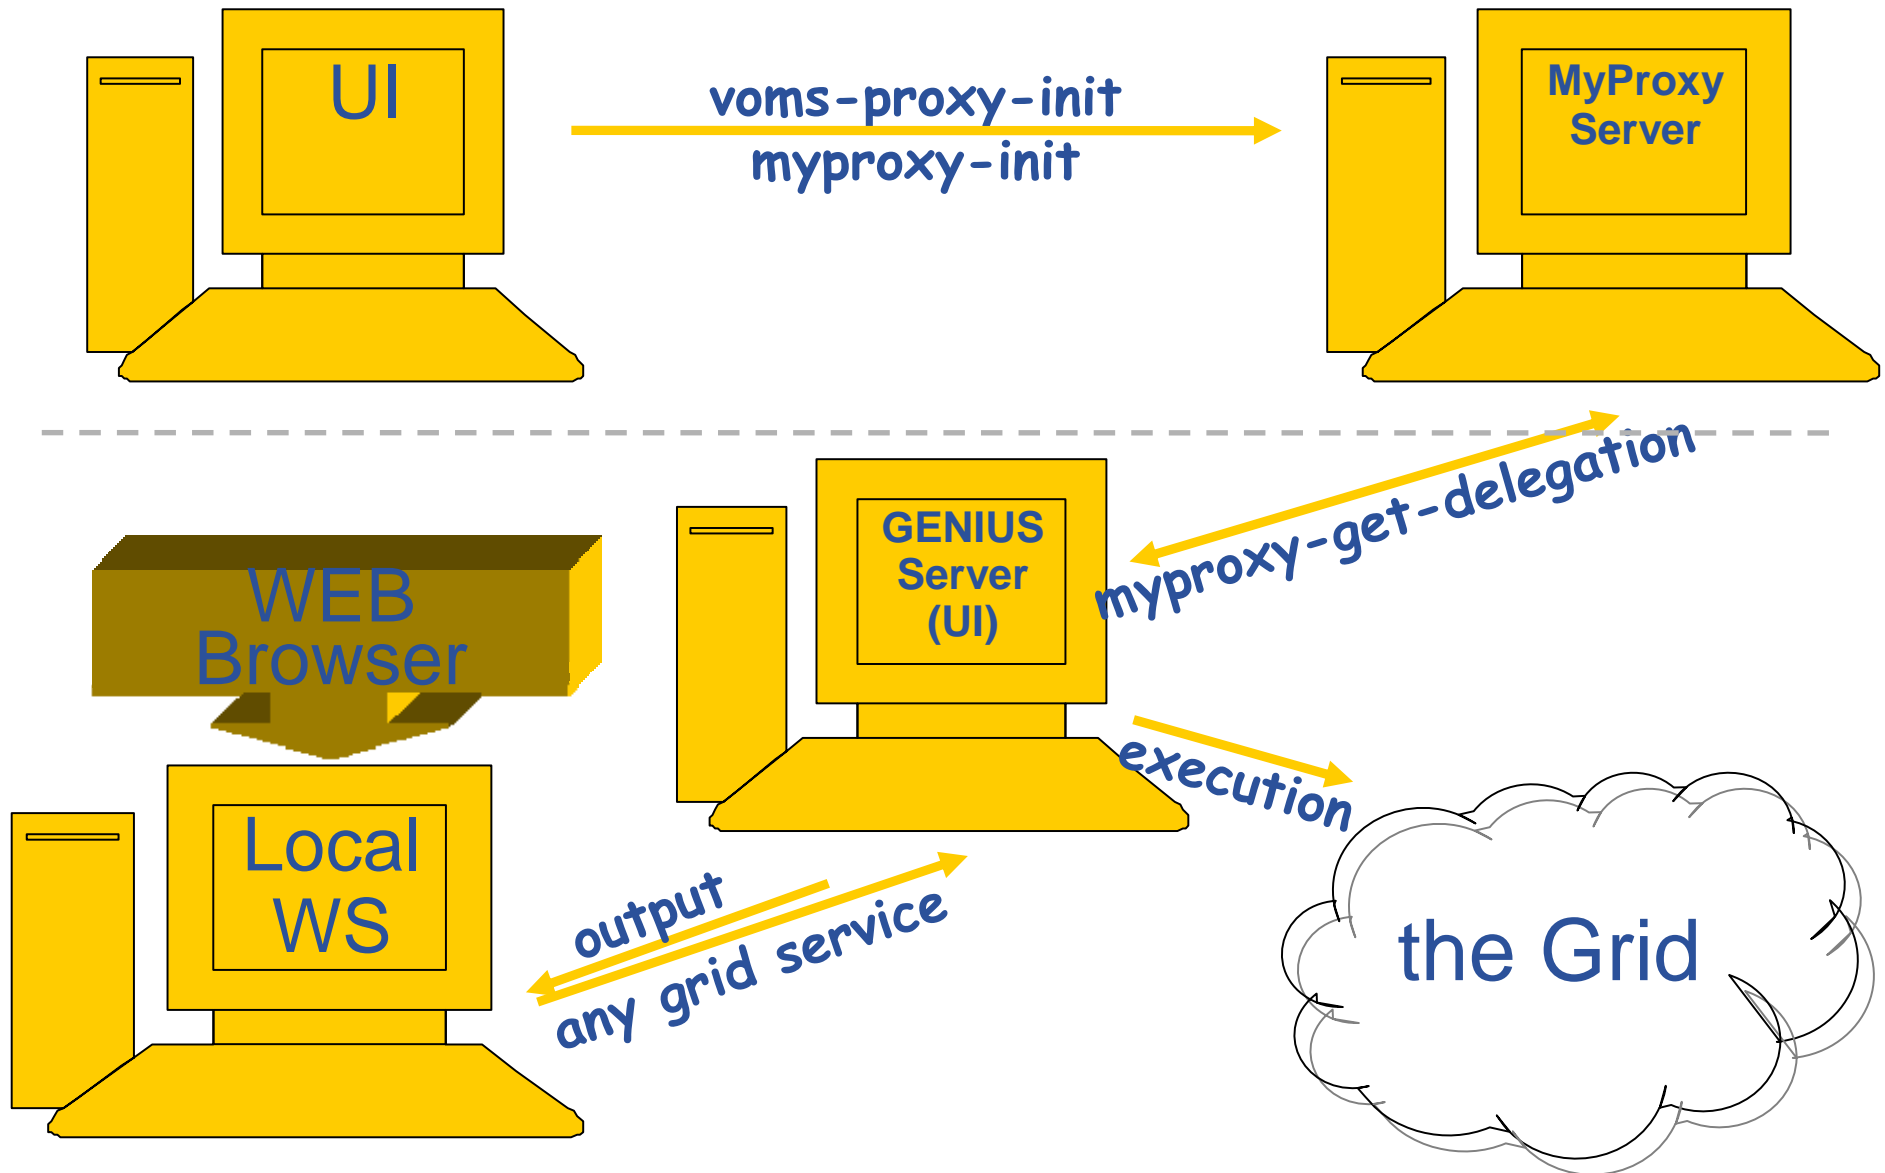 UI
voms-proxy-init
myproxy-init
MyProxy
Server
myproxy-get-delegation
GENIUS
Server
(UI)
WEB
Browser
execution
Local
WS
output
any grid service
the Grid